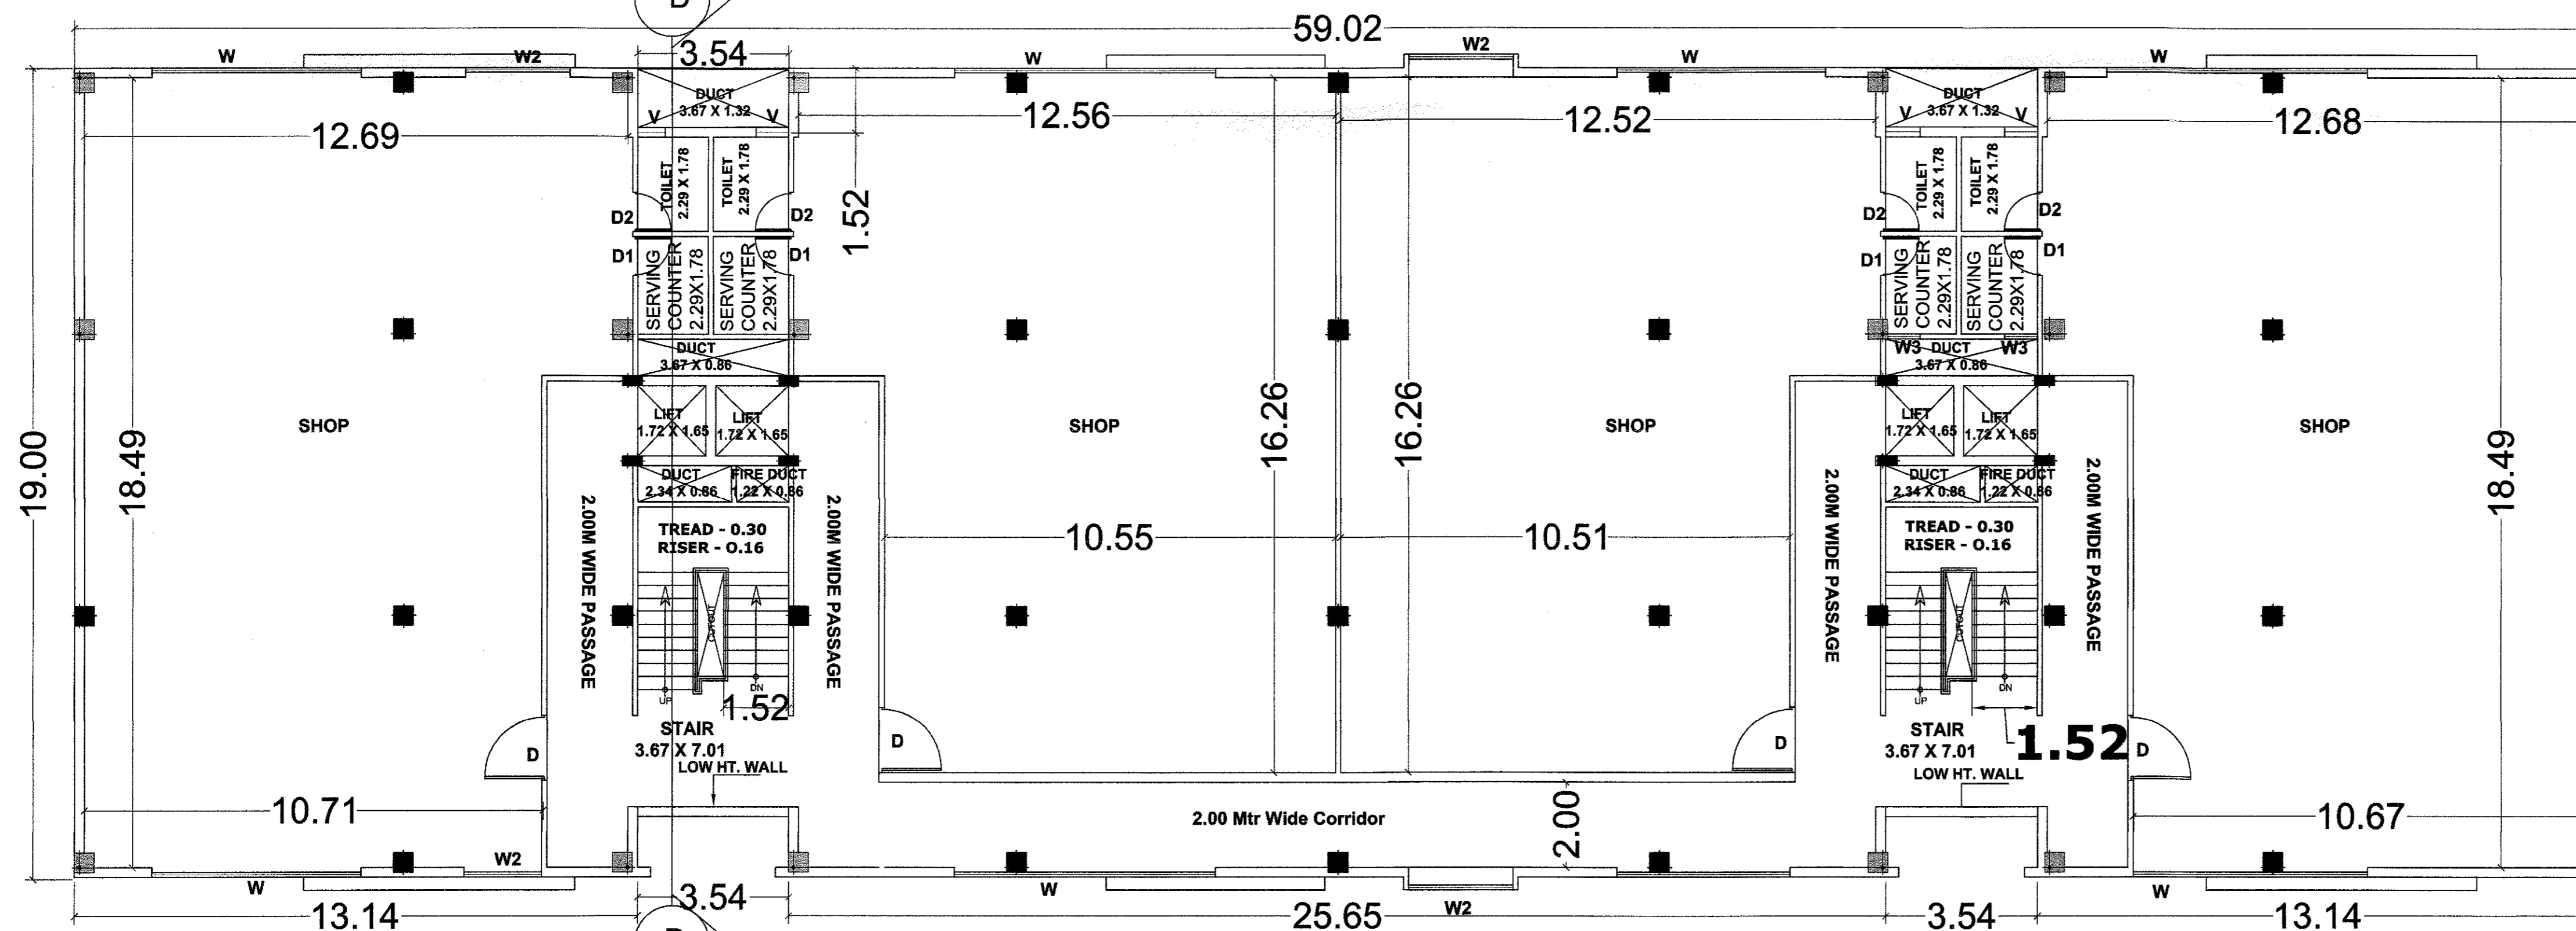 D
59.02
W
W2
3.54
W
W2
W
W
DUCT
3.67 X 1.32
V
V
DUCT
3.67 X 1.32
V
V
12.69
12.56
12.52
12.68
TOILET
2.29 X 1.78
TOILET
2.29 X 1.78
TOILET
2.29 X 1.78
TOILET
2.29 X 1.78
1.52
D2
D2
D2
D2
D1
D1
D1
D1
SERVING
COUNTER
2.29X1.78
SERVING
COUNTER
2.29X1.78
SERVING
COUNTER
2.29X1.78
SERVING
COUNTER
2.29X1.78
DUCT
3.67 X 0.86
W3
DUCT
W3
3.67 X 0.86
19.00
18.49
SHOP
LIFT
1.72 X 1.65
LIFT
1.72 X 1.65
SHOP
16.26
16.26
SHOP
LIFT
1.72 X 1.65
LIFT
1.72 X 1.65
SHOP
18.49
DUCT
2.34 X 0.86
FIRE DUCT
1.22 X 0.86
DUCT
2.34 X 0.86
FIRE DUCT
1.22 X 0.86
2.00M WIDE PASSAGE
TREAD - 0.30
RISER - O.16
2.00M WIDE PASSAGE
10.55
10.51
2.00M WIDE PASSAGE
TREAD - 0.30
RISER - O.16
2.00M WIDE PASSAGE
CUTOUT
CUTOUT
UP
DN
UP
DN
1.52
STAIR
3.67 X 7.01
LOW HT. WALL
1.52
STAIR
3.67 X 7.01
LOW HT. WALL
D
D
D
D
10.71
2.00 Mtr Wide Corridor
2.00
10.67
W
W2
W
W2
W
3.54
13.14
25.65
3.54
13.14